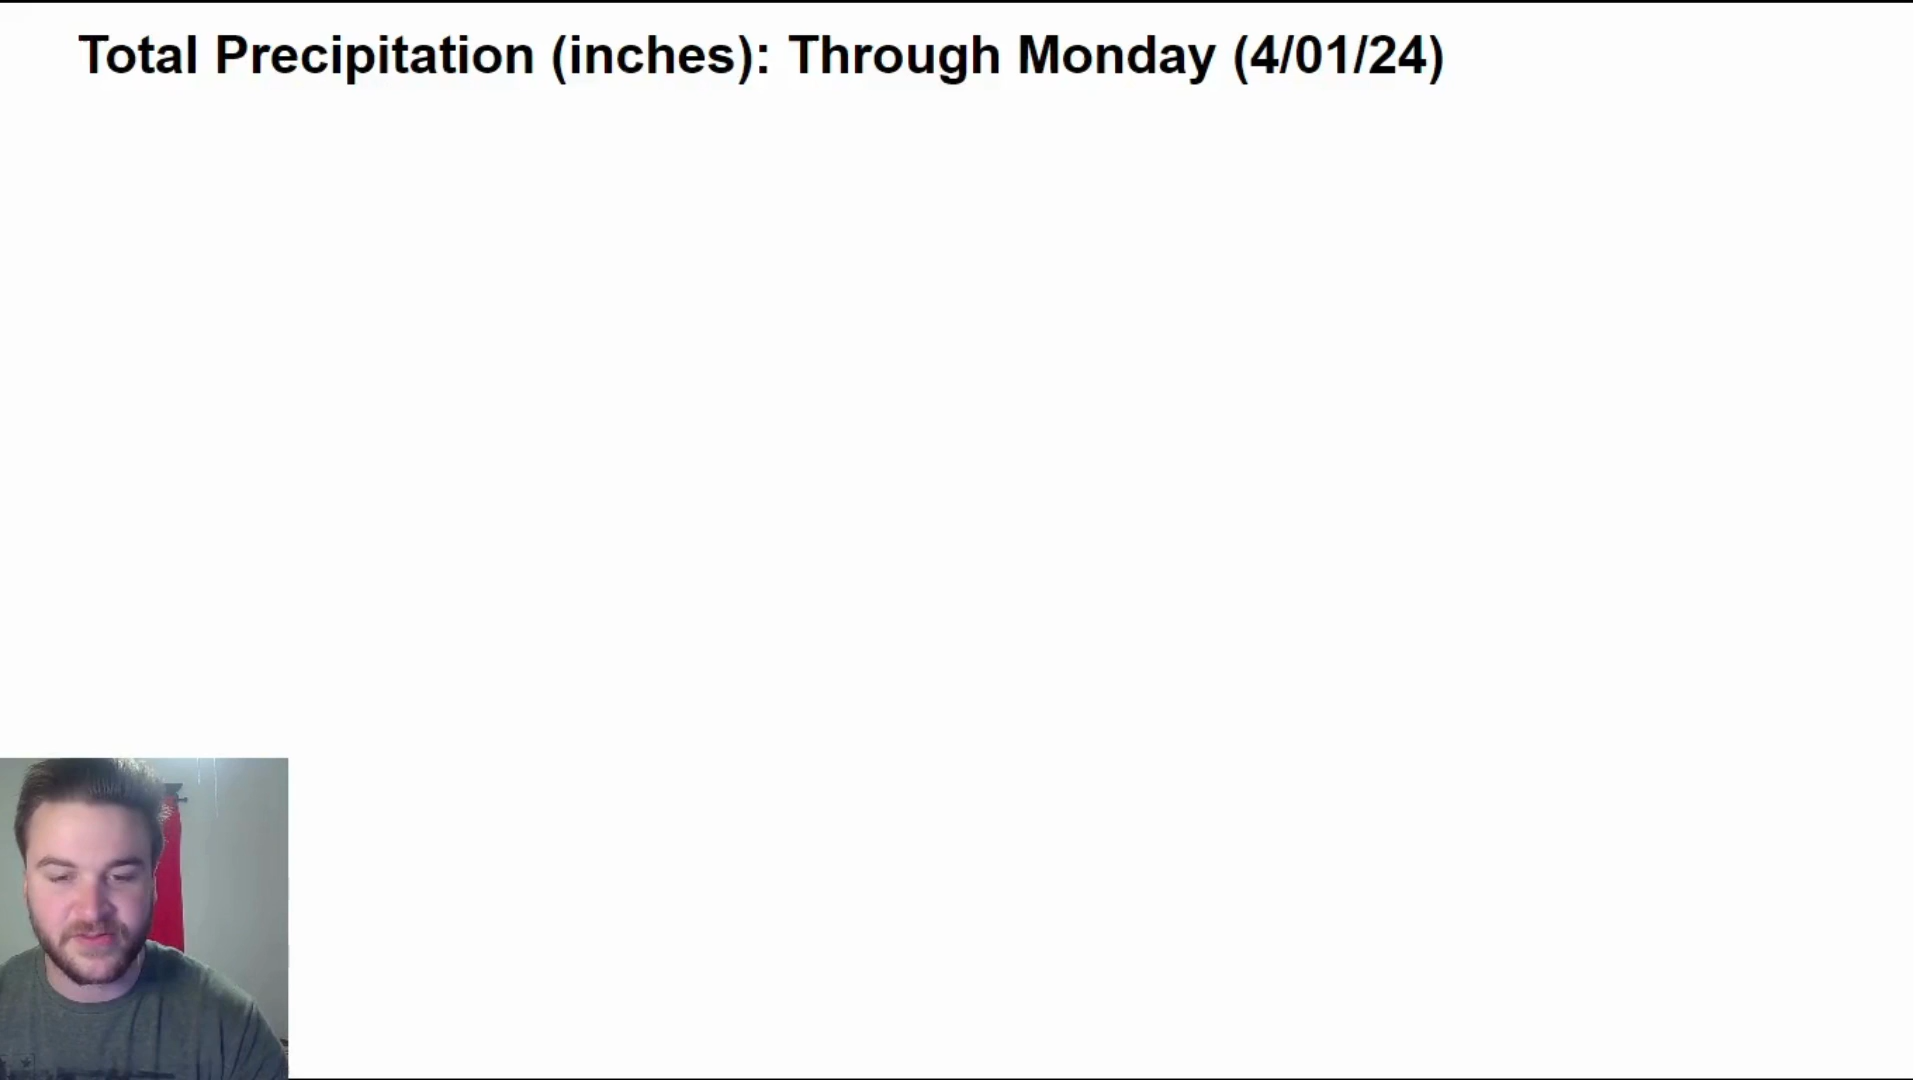 Total Precipitation (inches): Through Monday (4/01/24)